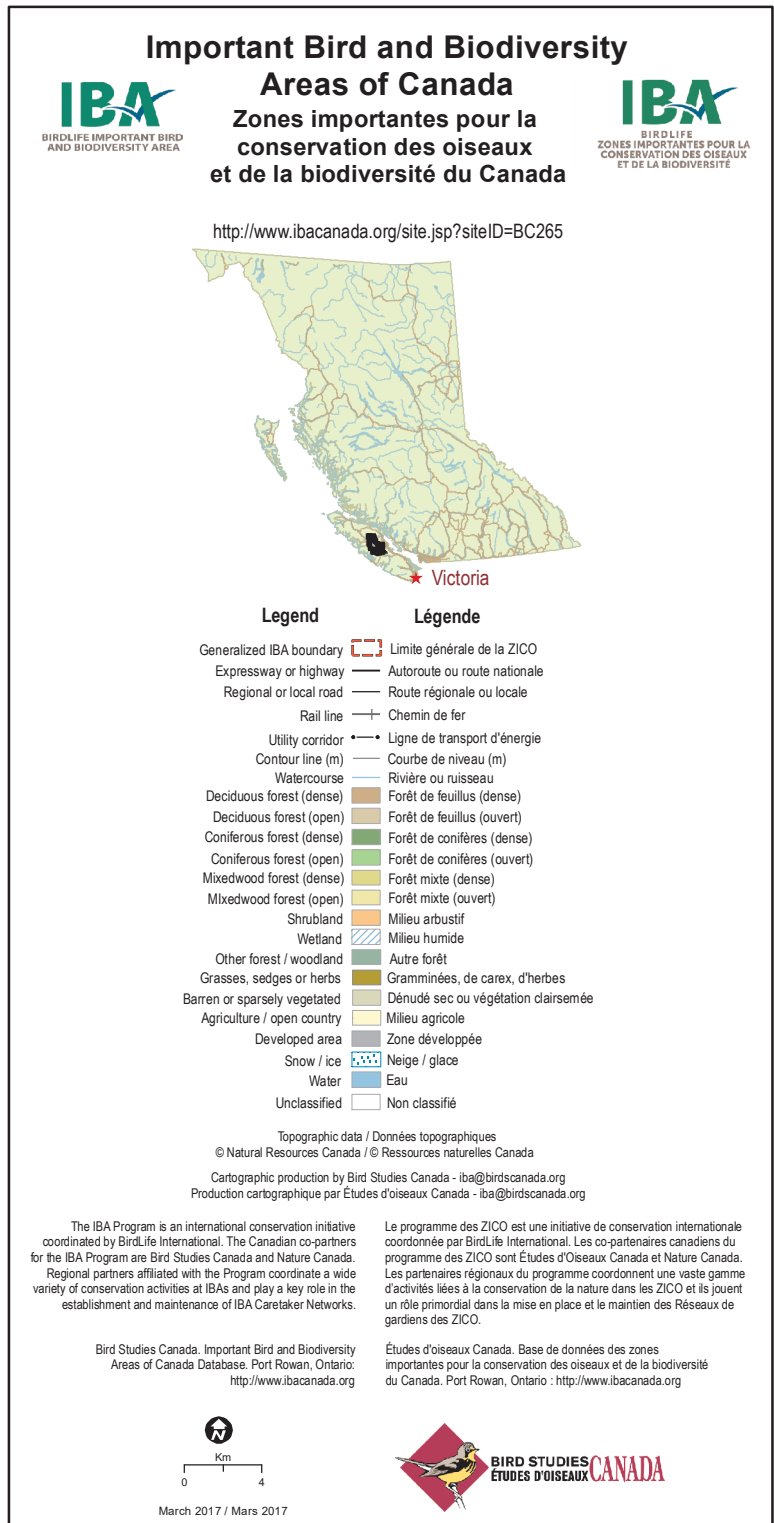 Important Bird and Biodiversity
Areas of Canada
Zones importantes pour la
conservation des oiseaux
et de la biodiversité du Canada
IBA
BIRDLIFE IMPORTANT BIRD
AND BIODIVERSITY AREA
IBA
BIRDLIFE
ZONES IMPORTANTES POUR LA
CONSERVATION DES OISEAUX
ET DE LA BIODIVERSITÉ
http://www.ibacanada.org/site.jsp?siteID=BC265
Victoria
Legend Légende
Generalized IBA boundary Limite générale de la ZICO
Expressway or highway Autoroute ou route nationale
Regional or local road Route régionale ou locale
Rail line Chemin de fer
Utility corridor Ligne de transport d'énergie
Contour line (m) Courbe de niveau (m)
Watercourse Rivière ou ruisseau
Deciduous forest (dense) Forêt de feuillus (dense)
Deciduous forest (open) Forêt de feuillus (ouvert)
Coniferous forest (dense) Forêt de conifères (dense)
Coniferous forest (open) Forêt de conifères (ouvert)
Mixedwood forest (dense) Forêt mixte (dense)
MIxedwood forest (open) Forêt mixte (ouvert)
Shrubland Milieu arbustif
Wetland Milieu humide
Other forest / woodland Autre forêt
Grasses, sedges or herbs Gramminées, de carex, d'herbes
Barren or sparsely vegetated Dénudé sec ou végétation clairsemée
Agriculture / open country Milieu agricole
Developed area Zone développée
Snow / ice Neige / glace
Water Eau
Unclassified Non classifié
Topographic data / Données topographiques
© Natural Resources Canada / © Ressources naturelles Canada
Cartographic production by Bird Studies Canada - iba@birdscanada.org
Production cartographique par Études d'oiseaux Canada - iba@birdscanada.org
The IBA Program is an international conservation initiative
coordinated by BirdLife International. The Canadian co-partners
for the IBA Program are Bird Studies Canada and Nature Canada.
Regional partners affiliated with the Program coordinate a wide
variety of conservation activities at IBAs and play a key role in the
establishment and maintenance of IBA Caretaker Networks.
Le programme des ZICO est une initiative de conservation internationale
coordonnée par BirdLife International. Les co-partenaires canadiens du
programme des ZICO sont Études d'Oiseaux Canada et Nature Canada.
Les partenaires régionaux du programme coordonnent une vaste gamme
d'activités liées à la conservation de la nature dans les ZICO et ils jouent
un rôle primordial dans la mise en place et le maintien des Réseaux de
gardiens des ZICO.
Bird Studies Canada. Important Bird and Biodiversity
Areas of Canada Database. Port Rowan, Ontario:
http://www.ibacanada.org
Études d'oiseaux Canada. Base de données des zones
importantes pour la conservation des oiseaux et de la biodiversité
du Canada. Port Rowan, Ontario : http://www.ibacanada.org
N
Km
0 4
March 2017 / Mars 2017
BIRD STUDIES
ÉTUDES D'OISEAUX
CANADA